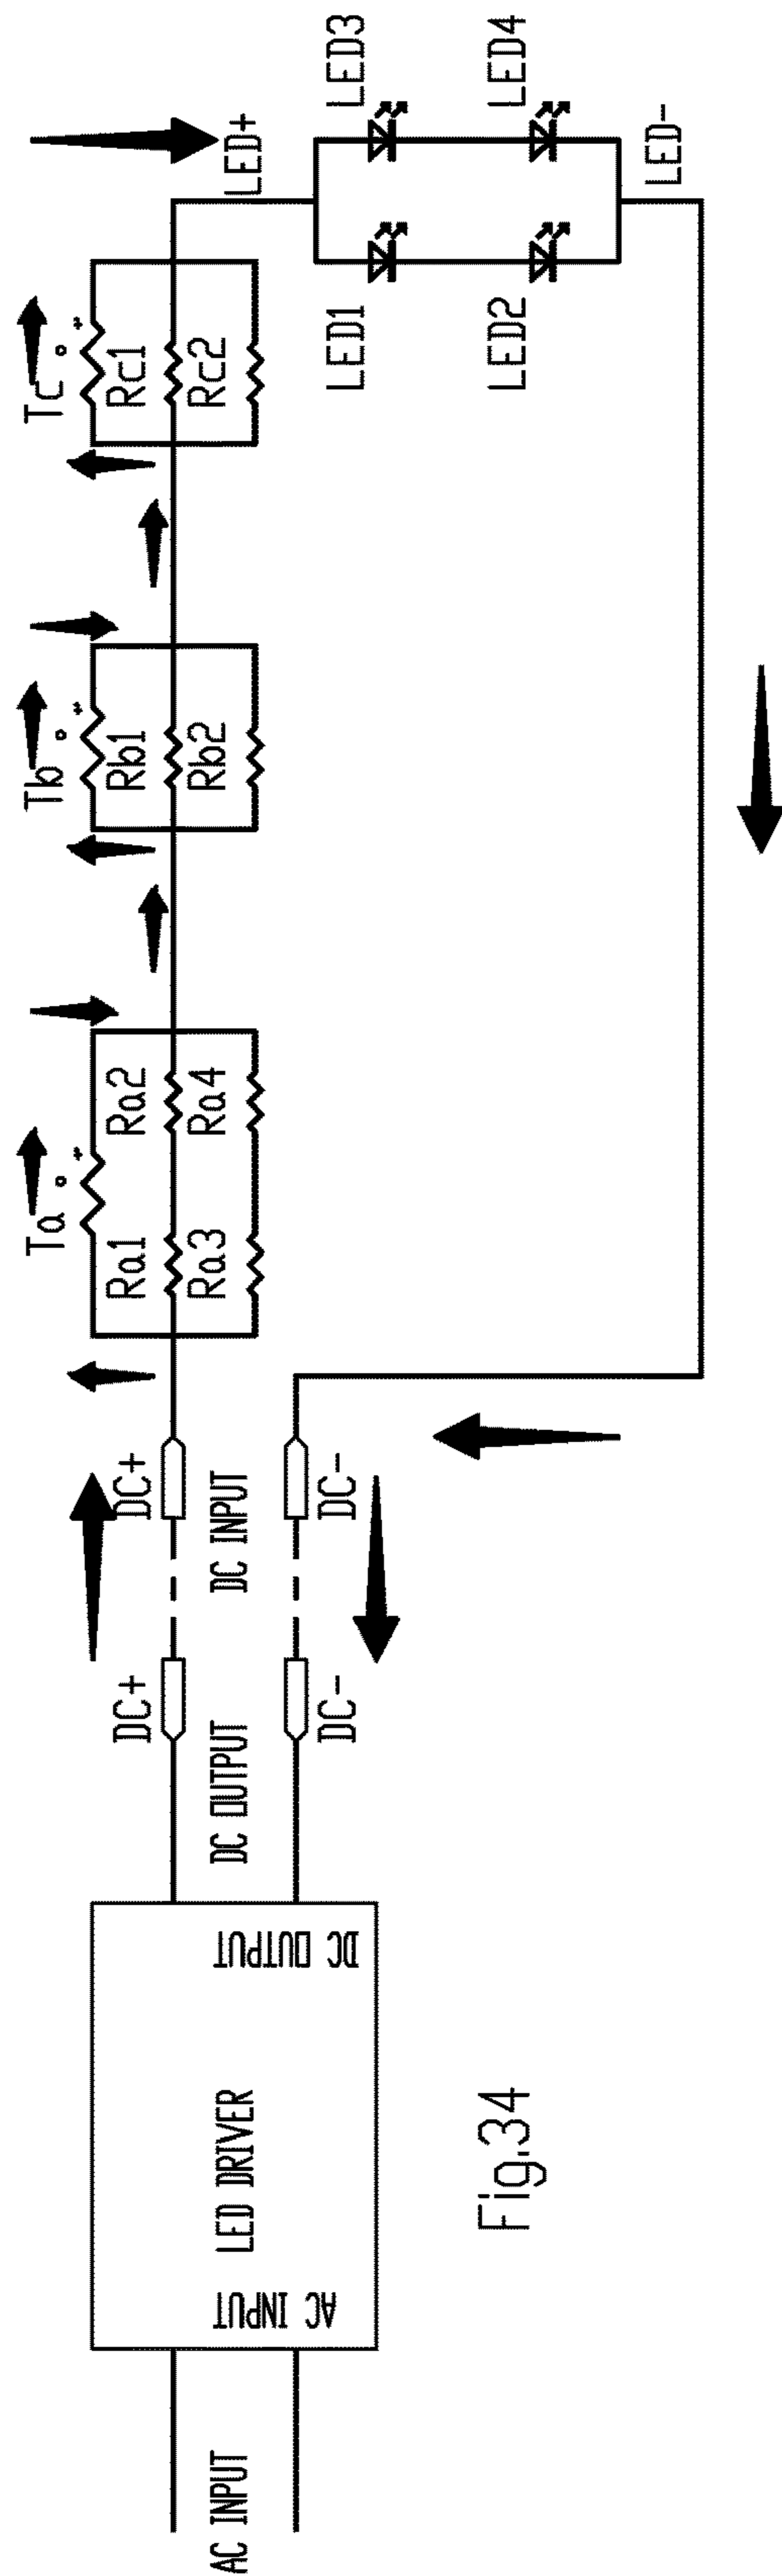 AC INPUT
AC INPUT
LED DRIVER
DC OUTPUT
DC OUTPUT
DC+
DC-
DC INPUT
DC+
DC-
Ta
Ra1
Ra2
Ra3
Ra4
Tb
Rb1
Rb2
Tc
Rc1
Rc2
LED+
LED1
LED3
LED2
LED4
LED-
Fig.34